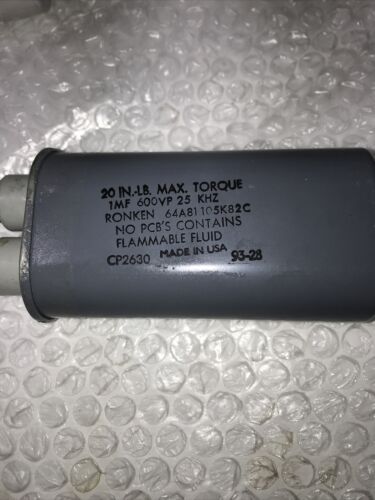 20 IN.-LB. MAX. TORQUE
1MF 600VP 25 KHZ
RONKEN 64A81105K82C
NO PCB'S CONTAINS
FLAMMABLE FLUID
CP2630 MADE IN USA 93-28